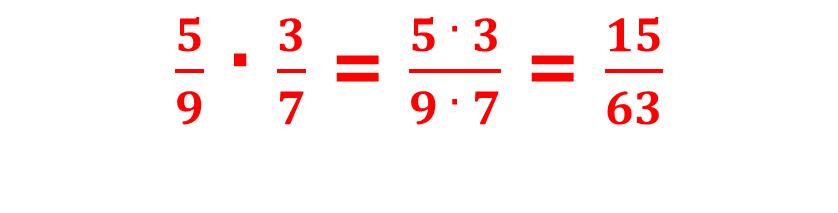 5/9 · 3/7 = 5 · 3/9 · 7 = 15/63